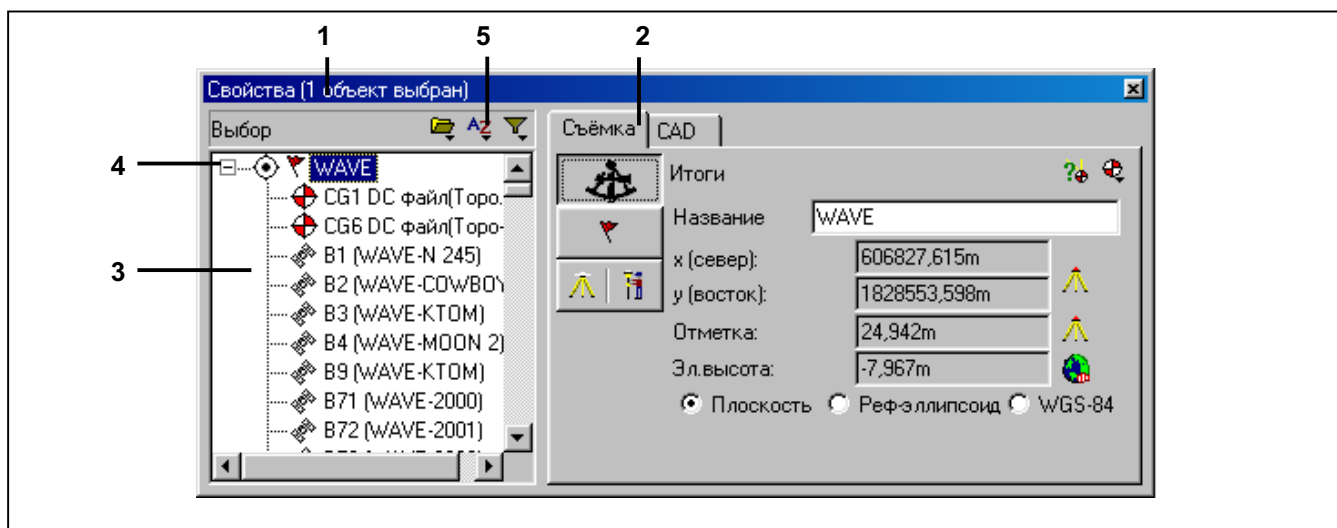 1 5 2
Свойства (1 объект выбран)
Выбор
Съёмка CAD
4
WAVE
CG1 DC Файл(Торо.
CG6 DC Файл(Торо-
3
B1 (WAVE-N 245)
B2 (WAVE-COWBOY
B3 (WAVE-KTOM)
B4 (WAVE-MOON 2)
B9 (WAVE-KTOM)
B71 (WAVE-2000)
B72 (WAVE-2001)
Итоги
Название WAVE
x (север): 606827,615m
y (восток): 1828553,598m
Отметка: 24,942m
Эл.высота: -7,967m
Плоскость Реф-эллипсоид WGS-84